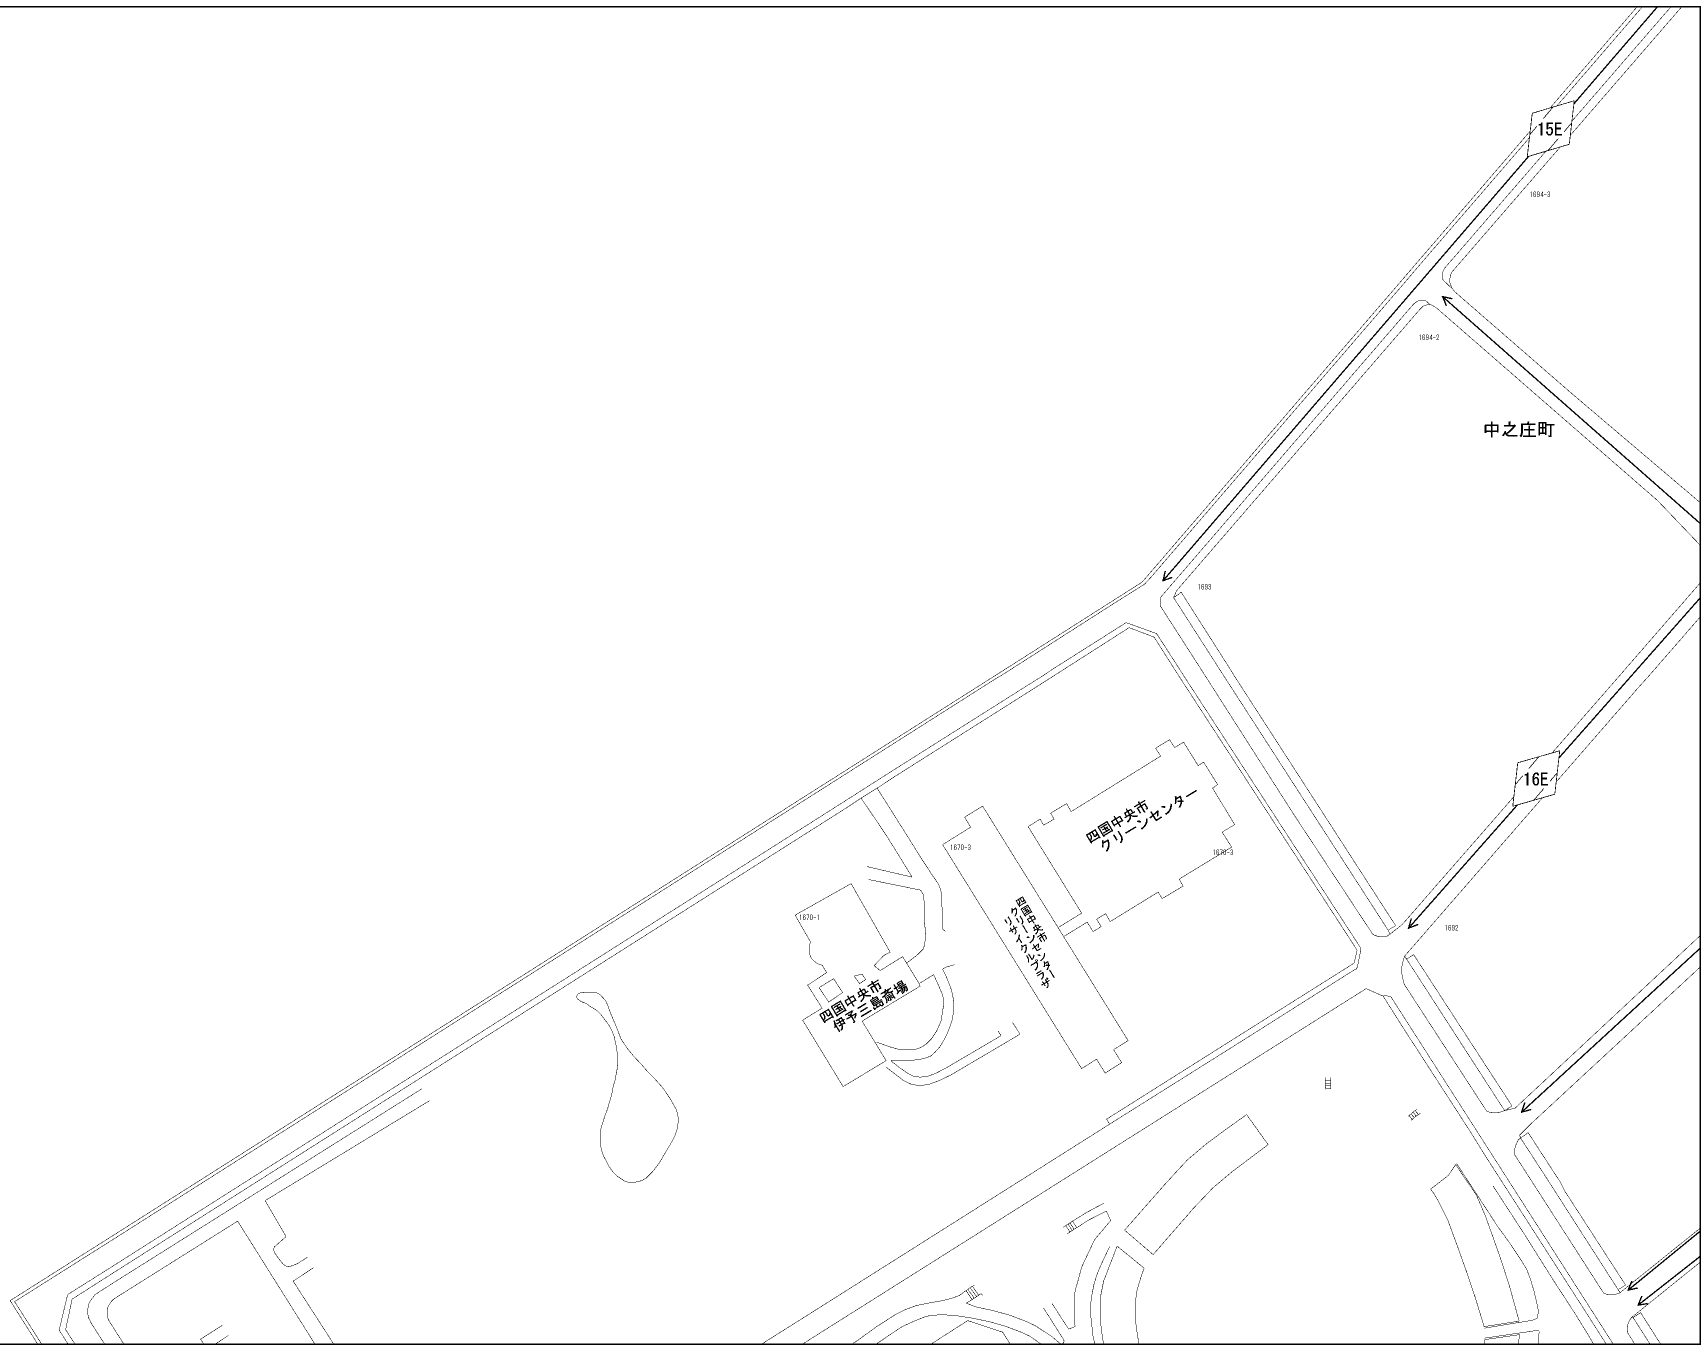 15E
1694-3
1694-2
中之庄町
1693
16E
四国中央市
クリーンセンター
1670-3
1670-3
四国中央市
クリーンセンター
リサイクルプラザ
1670-1
1692
四国中央市
伊予三島斎場